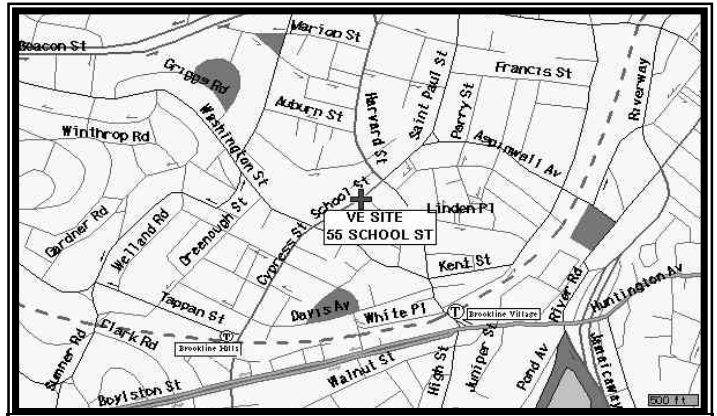 Beacon St
Marion St
Griggs Rd
Francis St
Riverway
Auburn St
Harvard St
Saint Paul St
Perry St
Winthrop Rd
Washington St
Aspinwell Av
School St
VE SITE
55 SCHOOL ST
Linden Pl
Gardner Rd
Welland Rd
Greenough St
Cypress St
Kent St
River Rd
Huntington Av
Tappan St
Davis Av
White Pl
Brookline Village
T
Clark Rd
T
Brookline Hills
Sumner Rd
Walnut St
High St
Juniper St
Pond Av
Jamaicaway
Boylston St
500 ft